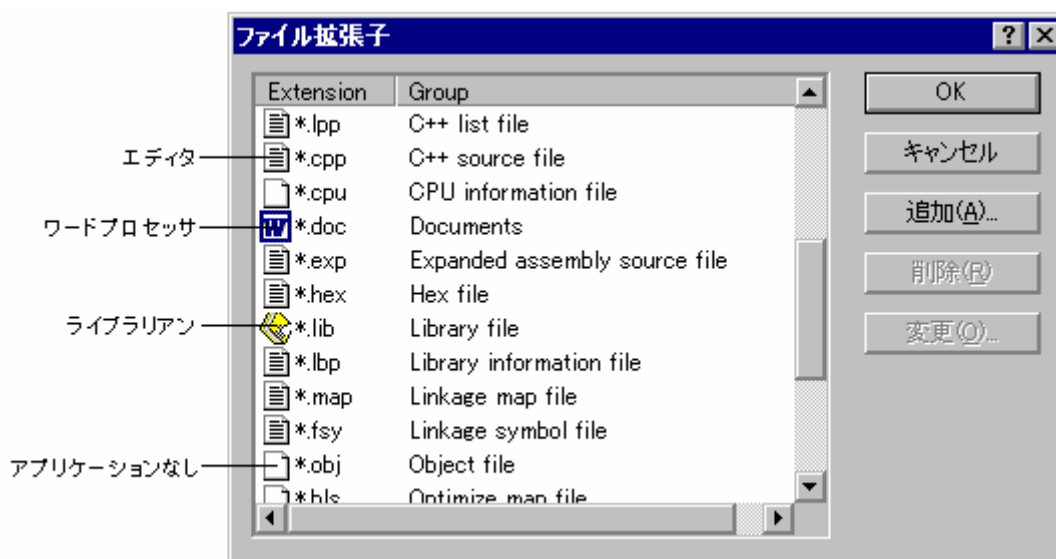 ファイル拡張子
Extension Group
*.lpp C++ list file
エディタ *.cpp C++ source file
*.cpu CPU information file
ワードプロセッサ *.doc Documents
*.exp Expanded assembly source file
*.hex Hex file
ライブラリアン *.lib Library file
*.lbp Library information file
*.map Linkage map file
*.fsy Linkage symbol file
アプリケーションなし *.obj Object file
*.bls Optimize map file
OK
キャンセル
追加(A)...
削除(R)
変更(O)...